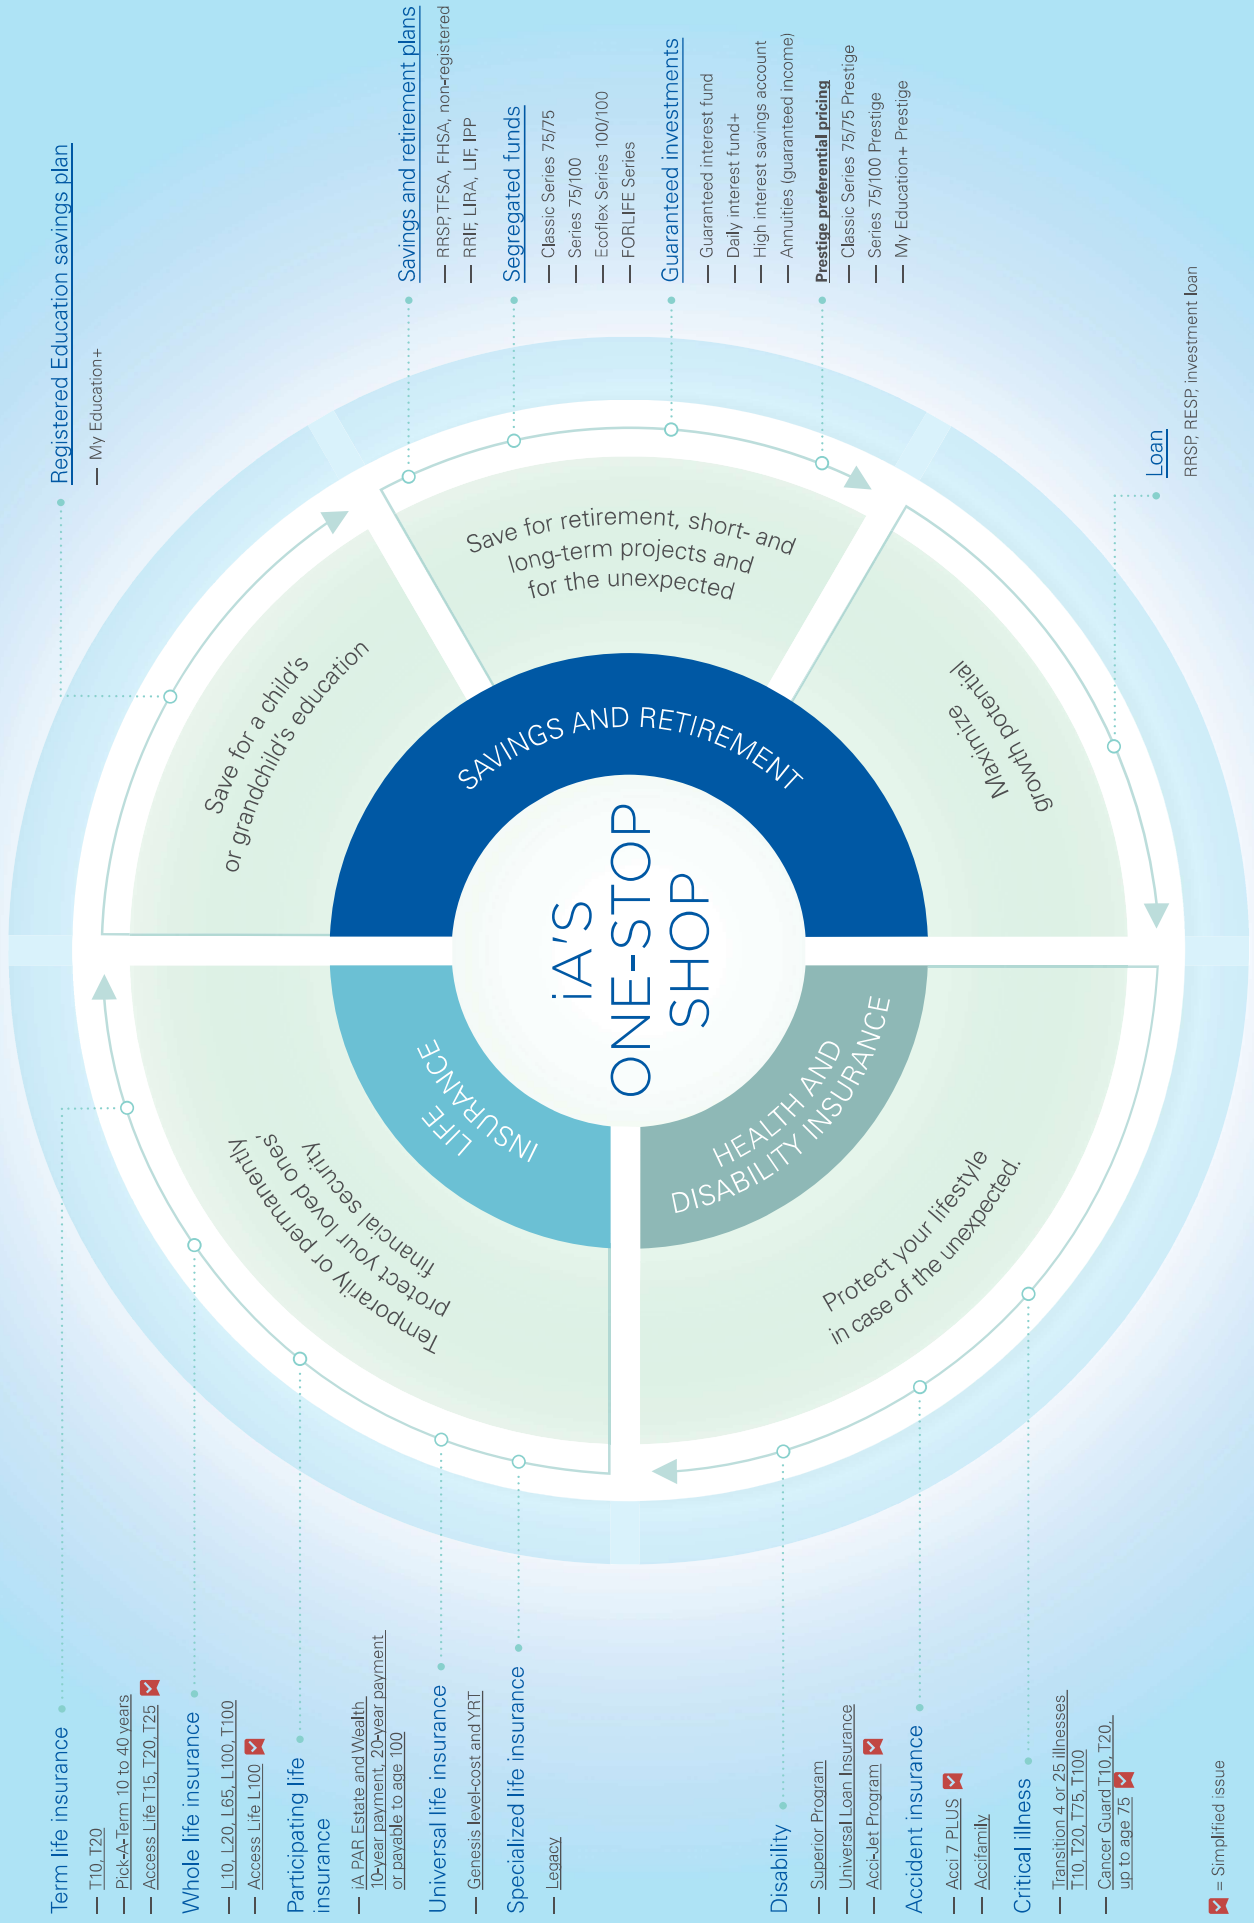 Term life insurance
— T10, T20
— Pick-A-Term 10 to 40 years
— Access Life T15, T20, T25
Whole life insurance
— L10, L20, L65, L100, T100
— Access Life L100
Participating life
insurance
— iA PAR Estate and Wealth
10-year payment, 20-year payment
or payable to age 100
Universal life insurance
— Genesis level-cost and YRT
Specialized life insurance
— Legacy
Disability
— Superior Program
— Universal Loan Insurance
— Acci-Jet Program
Accident insurance
— Acci 7 PLUS
— Accifamily
Critical illness
— Transition 4 or 25 illnesses
T10, T20, T75, T100
— Cancer Guard T10, T20,
up to age 75
= Simplified issue
Temporarily or permanently
protect your loved ones'
financial security
LIFE
INSURANCE
HEALTH AND
DISABILITY INSURANCE
Protect your lifestyle
in case of the unexpected.
iA'S
ONE-STOP
SHOP
SAVINGS AND RETIREMENT
Save for a child's
or grandchild's education
Save for retirement, short- and
long-term projects and
for the unexpected
Maximize
growth potential
Registered Education savings plan
— My Education+
Savings and retirement plans
— RRSP, TFSA, FHSA, non-registered
— RRIF, LIRA, LIF, IPP
Segregated funds
— Classic Series 75/75
— Series 75/100
— Ecoflex Series 100/100
— FORLIFE Series
Guaranteed investments
— Guaranteed interest fund
— Daily interest fund+
— High interest savings account
— Annuities (guaranteed income)
Prestige preferential pricing
— Classic Series 75/75 Prestige
— Series 75/100 Prestige
— My Education+ Prestige
Loan
RRSP, RESP, investment loan